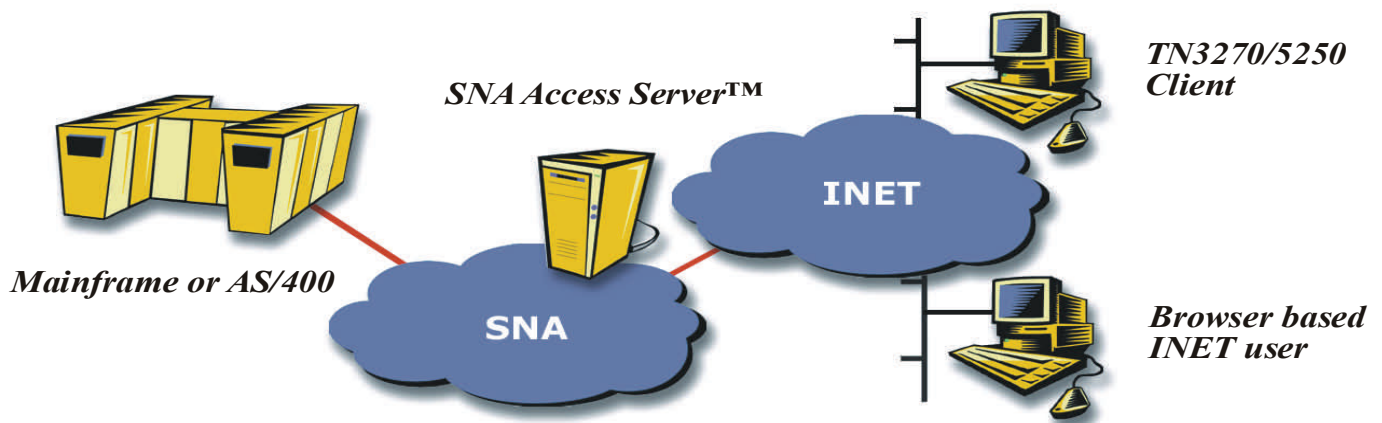 TN3270/5250
Client
SNA Access Server™
INET
Mainframe or AS/400
SNA
Browser based
INET user